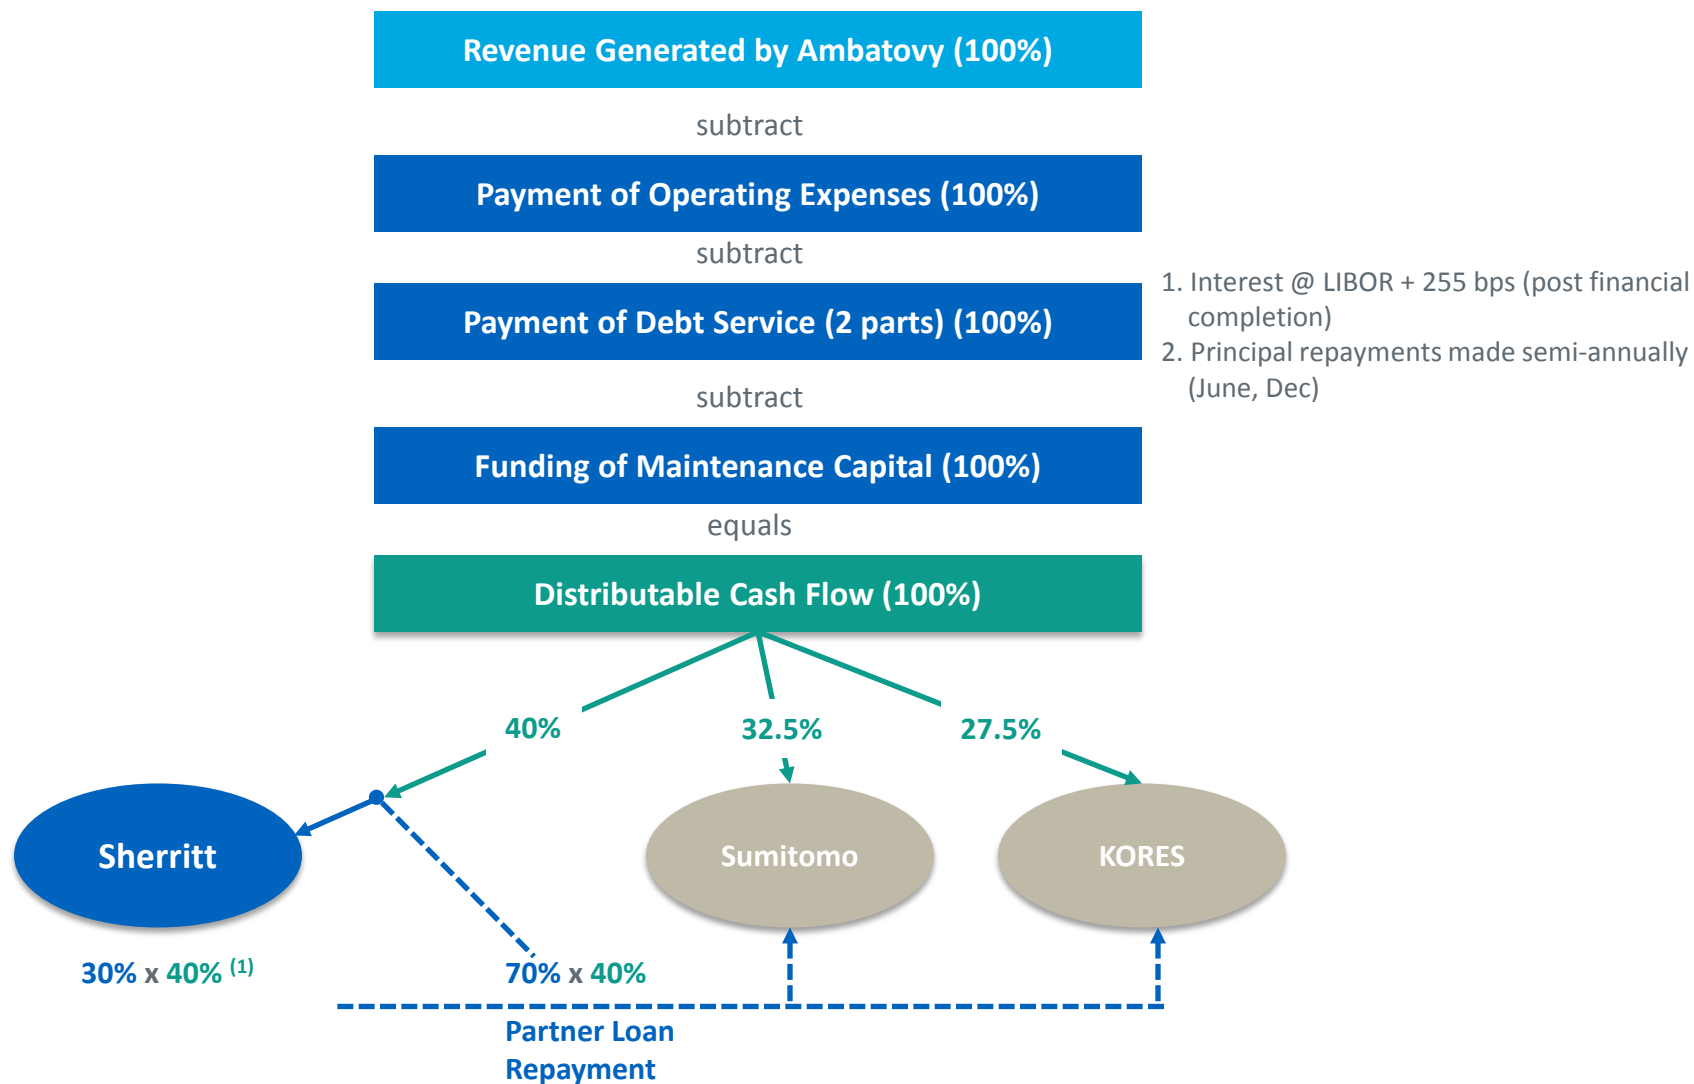 Revenue Generated by Ambatovy (100%)
subtract
Payment of Operating Expenses (100%)
subtract
Payment of Debt Service (2 parts) (100%)
1. Interest @ LIBOR + 255 bps (post financial
completion)
2. Principal repayments made semi-annually
(June, Dec)
subtract
Funding of Maintenance Capital (100%)
equals
Distributable Cash Flow (100%)
40%
32.5%
27.5%
Sherritt
Sumitomo
KORES
30% x 40% (1)
70% x 40%
Partner Loan
Repayment